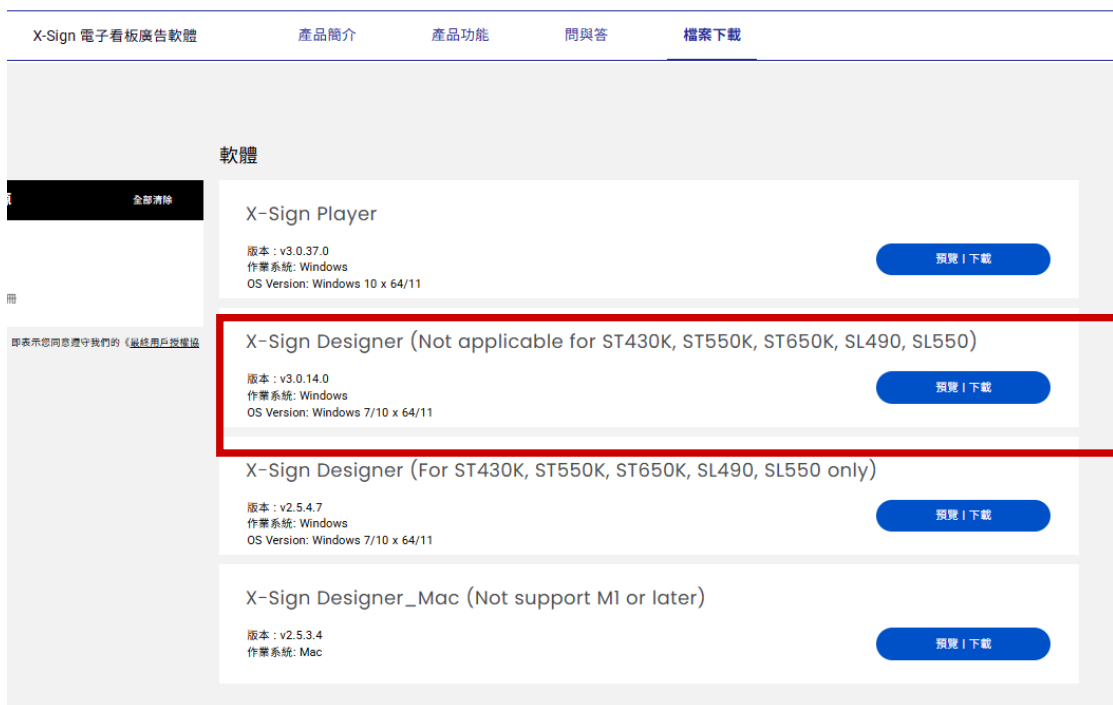 X-Sign 電子看板廣告軟體
產品簡介
產品功能
問與答
檔案下載
軟體
全部清除
冊
即表示您同意遵守我們的《最終用戶授權協
X-Sign Player
版本：v3.0.37.0
作業系統: Windows
OS Version: Windows 10 x 64/11
預覽 | 下載
X-Sign Designer (Not applicable for ST430K, ST550K, ST650K, SL490, SL550)
版本：v3.0.14.0
作業系統: Windows
OS Version: Windows 7/10 x 64/11
預覽 | 下載
X-Sign Designer (For ST430K, ST550K, ST650K, SL490, SL550 only)
版本：v2.5.4.7
作業系統: Windows
OS Version: Windows 7/10 x 64/11
預覽 | 下載
X-Sign Designer_Mac (Not support M1 or later)
版本：v2.5.3.4
作業系統: Mac
預覽 | 下載